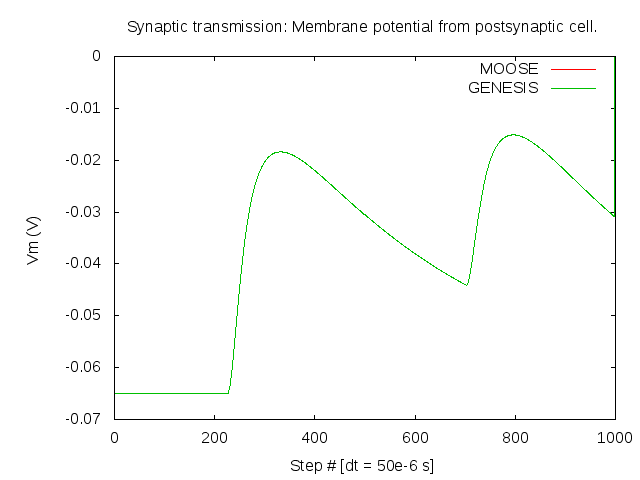 Synaptic transmission: Membrane potential from postsynaptic cell.
0
MOOSE
GENESIS
-0.01
-0.02
-0.03
Vm (V)
-0.04
-0.05
-0.06
-0.07
0 200 400 600 800 1000
Step # [dt = 50e-6 s]